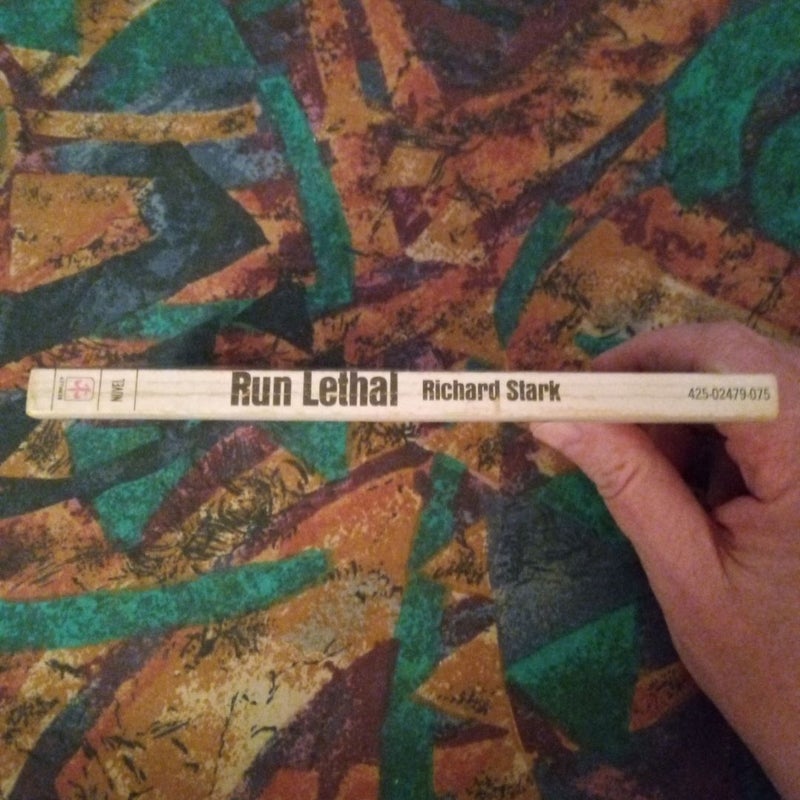 NOVEL
Run Lethal
Richard Stark
425-02479-075